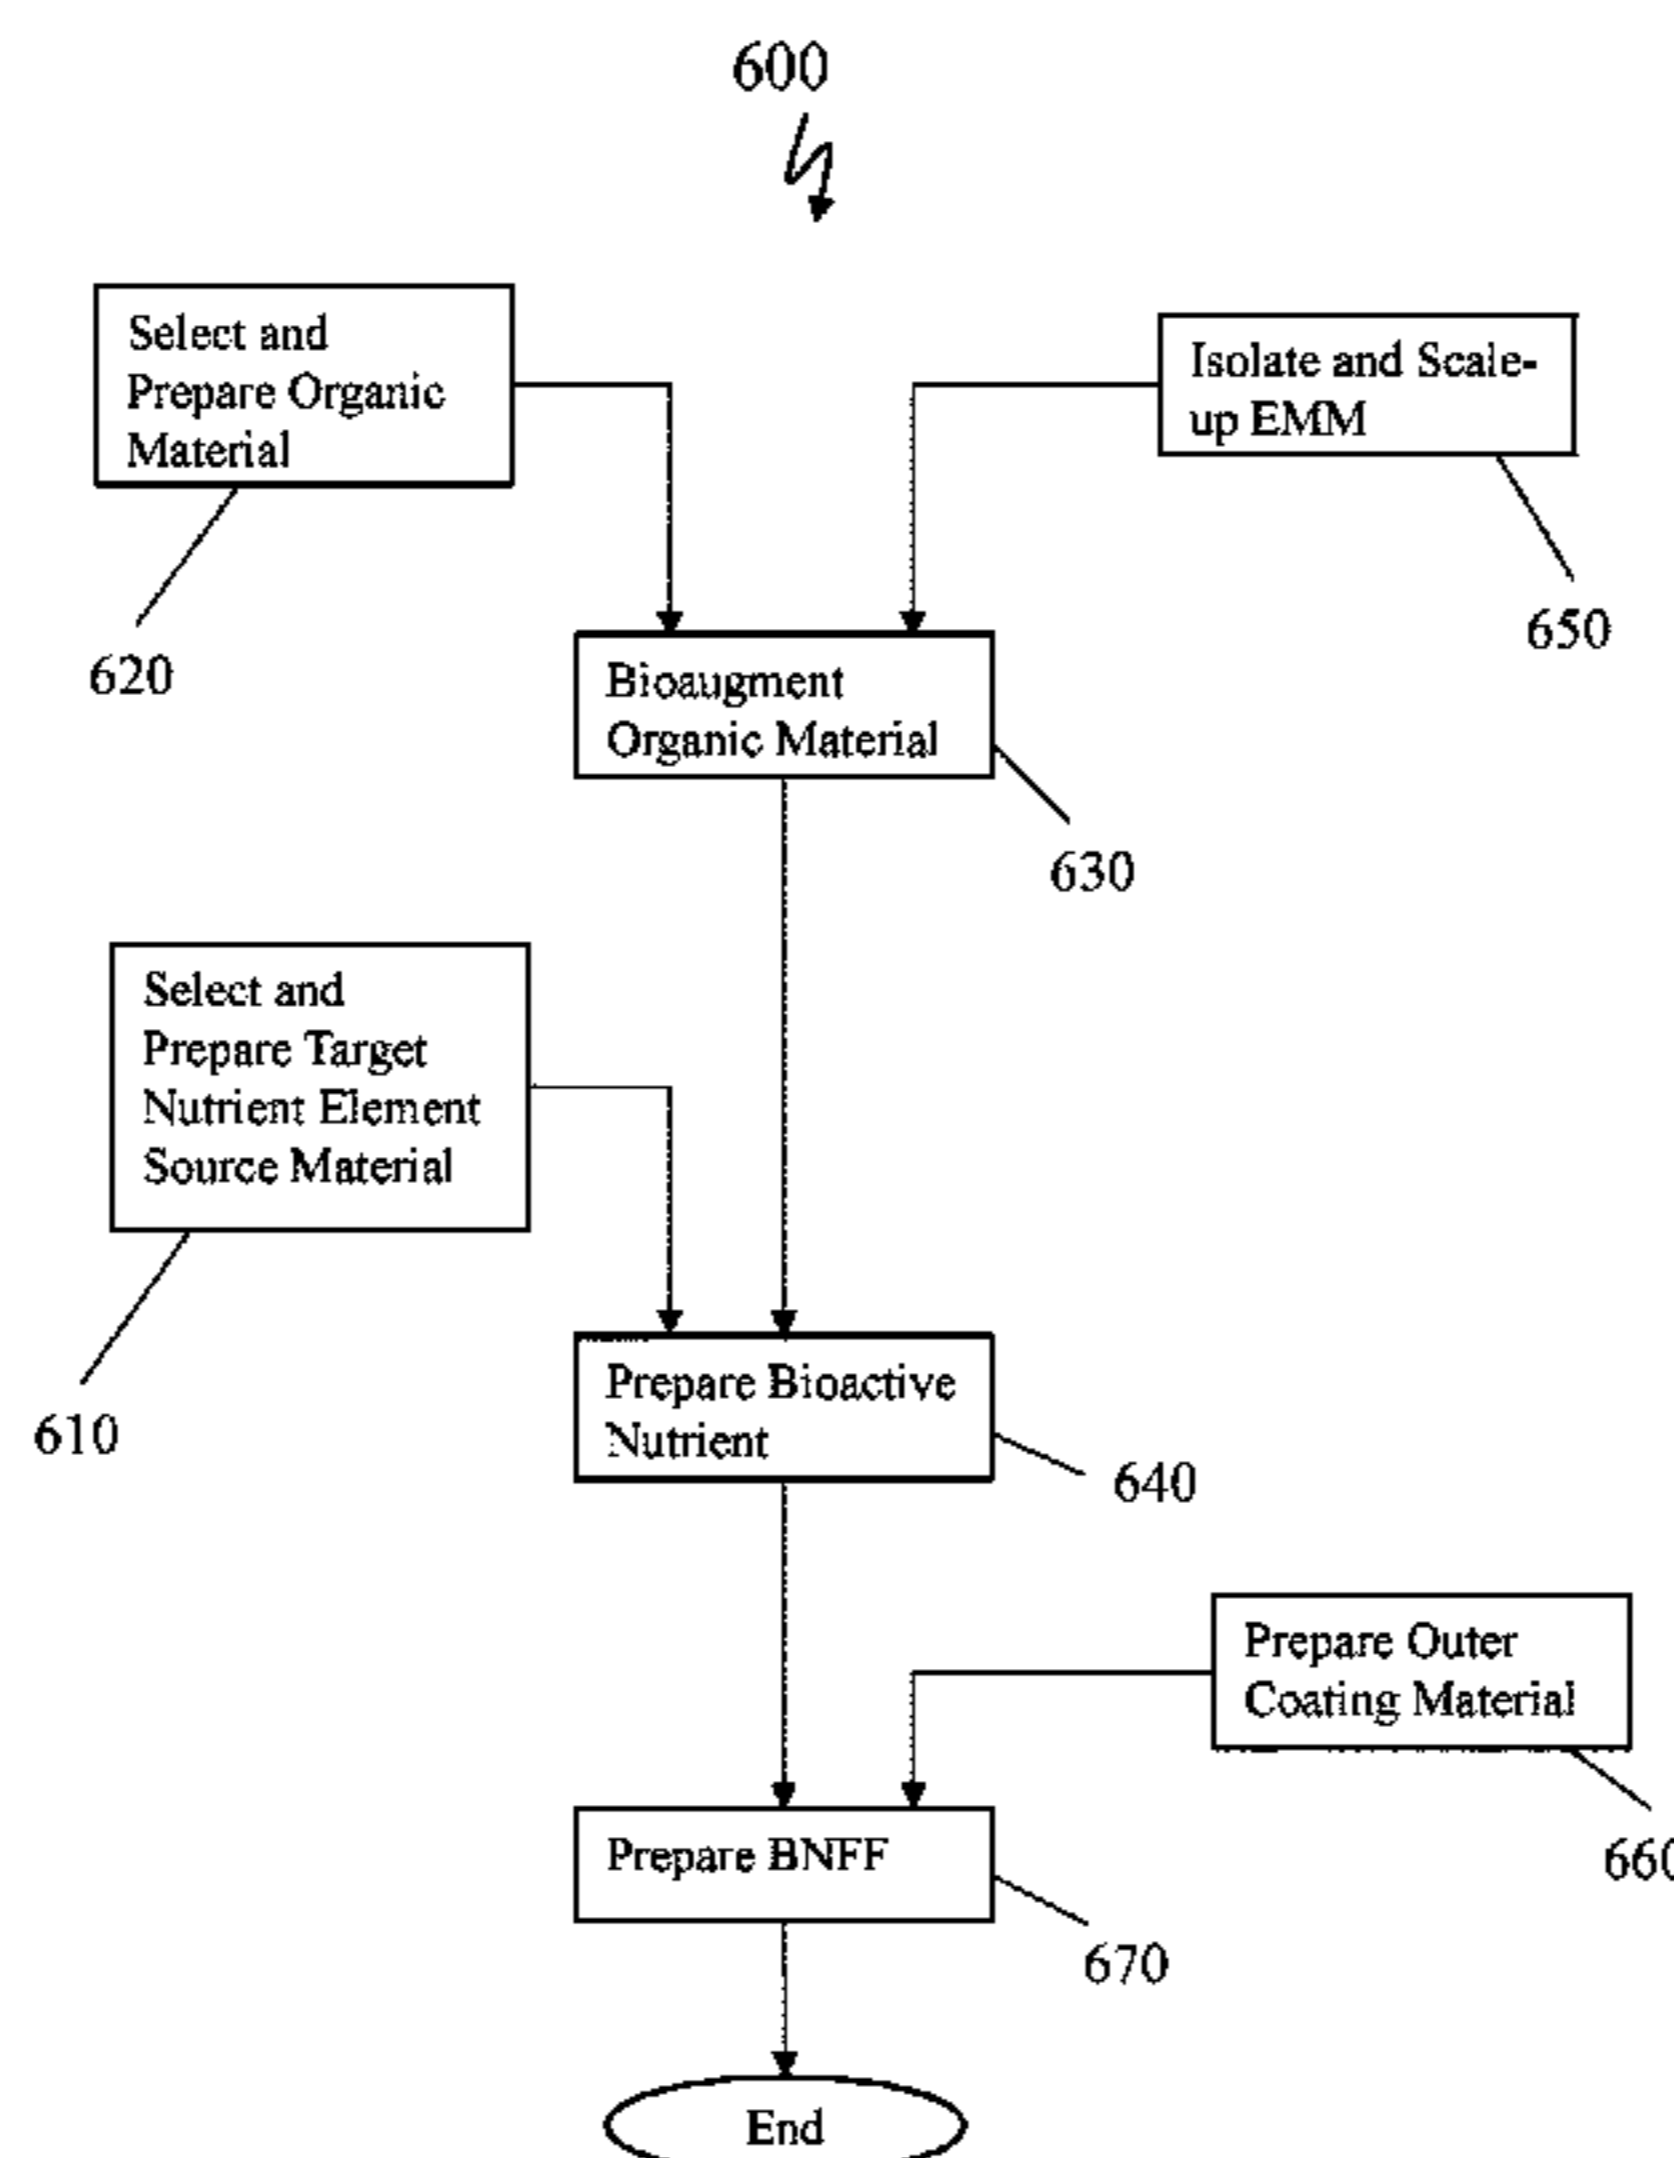 600
Select and
Prepare Organic
Material
Isolate and Scale-
up EMM
620
650
Bioaugment
Organic Material
630
Select and
Prepare Target
Nutrient Element
Source Material
610
Prepare Bioactive
Nutrient
640
Prepare Outer
Coating Material
660
Prepare BNFF
670
End